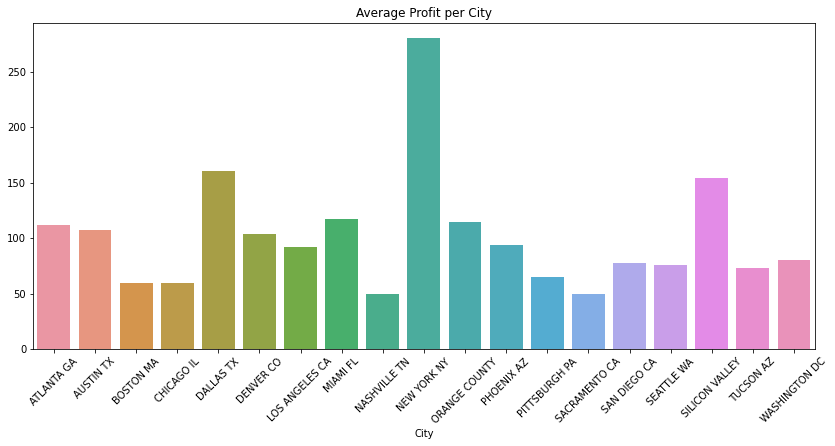 Average Profit per City
250
200
150
100
50
0
ATLANTA GA
AUSTIN TX
BOSTON MA
CHICAGO IL
DALLAS TX
DENVER CO
LOS ANGELES CA
MIAMI FL
NASHVILLE TN
NEW YORK NY
ORANGE COUNTY
PHOENIX AZ
PITTSBURGH PA
SACRAMENTO CA
SAN DIEGO CA
SEATTLE WA
SILICON VALLEY
TUCSON AZ
WASHINGTON DC
City